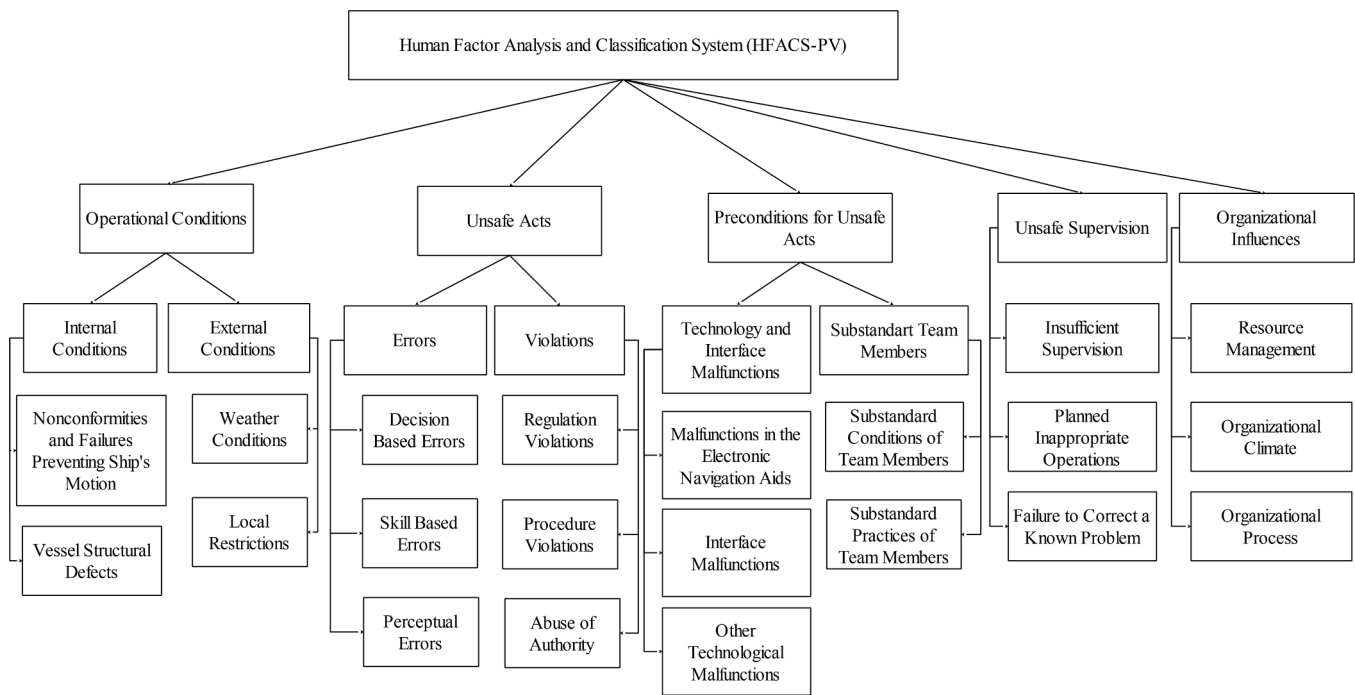 Human Factor Analysis and Classification System (HFACS-PV)
Operational Conditions
Unsafe Acts
Preconditions for Unsafe
Acts
Unsafe Supervision
Organizational
Influences
Internal
Conditions
External
Conditions
Errors
Violations
Technology and
Interface
Malfunctions
Substandart Team
Members
Insufficient
Supervision
Resource
Management
Nonconformities
and Failures
Preventing Ship's
Motion
Weather
Conditions
Decision
Based Errors
Regulation
Violations
Malfunctions in the
Electronic
Navigation Aids
Substandard
Conditions of
Team Members
Planned
Inappropriate
Operations
Organizational
Climate
Vessel Structural
Defects
Local
Restrictions
Skill Based
Errors
Procedure
Violations
Interface
Malfunctions
Substandard
Practices of
Team Members
Failure to Correct a
Known Problem
Organizational
Process
Perceptual
Errors
Abuse of
Authority
Other
Technological
Malfunctions